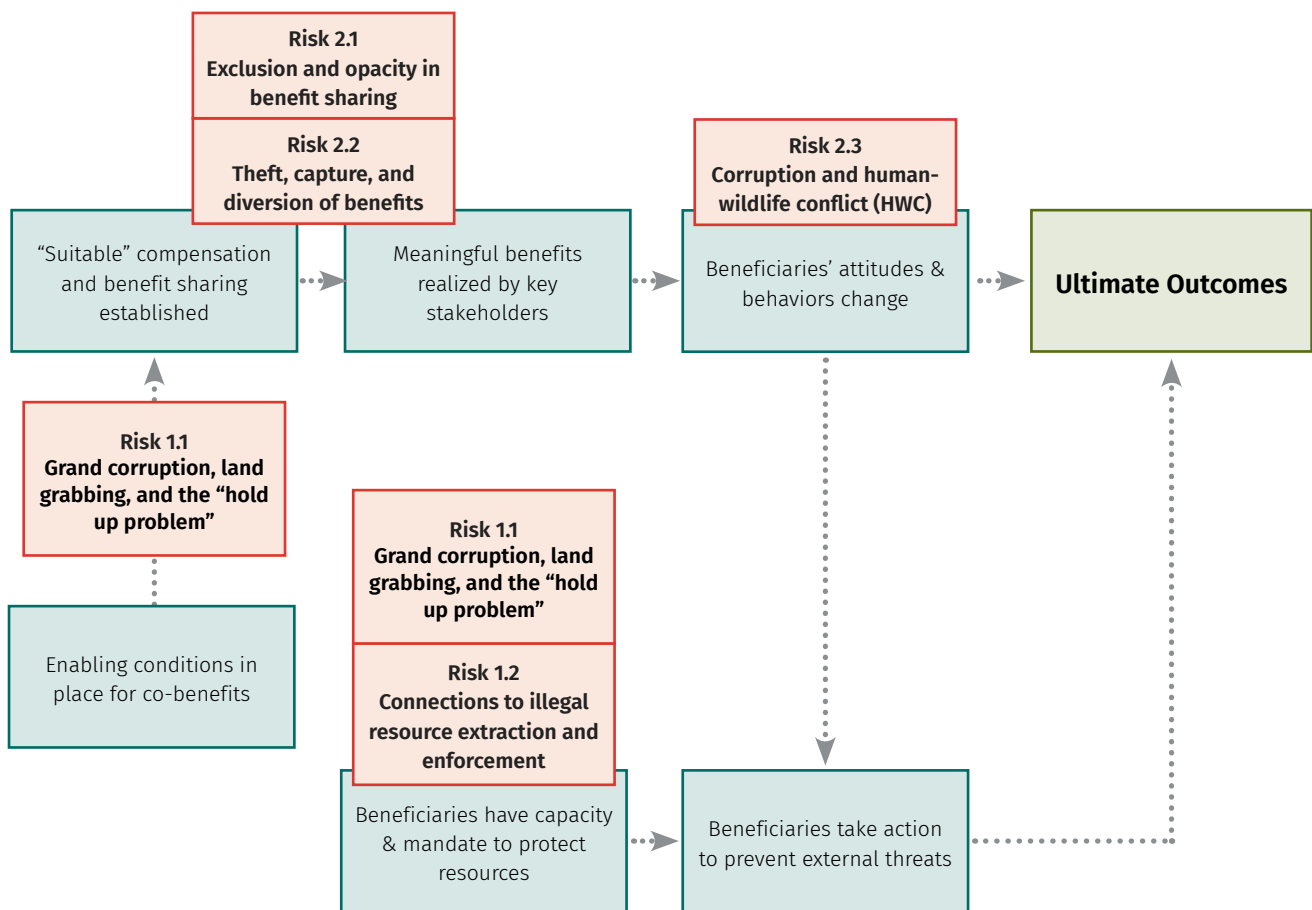 Risk 2.1
Exclusion and opacity in
benefit sharing
Risk 2.2
Theft, capture, and
diversion of benefits
Risk 2.3
Corruption and human-
wildlife conflict (HWC)
“Suitable” compensation
and benefit sharing
established
Meaningful benefits
realized by key
stakeholders
Beneficiaries’ attitudes &
behaviors change
Ultimate Outcomes
Risk 1.1
Grand corruption, land
grabbing, and the “hold
up problem”
Enabling conditions in
place for co-benefits
Risk 1.1
Grand corruption, land
grabbing, and the “hold
up problem”
Risk 1.2
Connections to illegal
resource extraction and
enforcement
Beneficiaries have capacity
& mandate to protect
resources
Beneficiaries take action
to prevent external threats